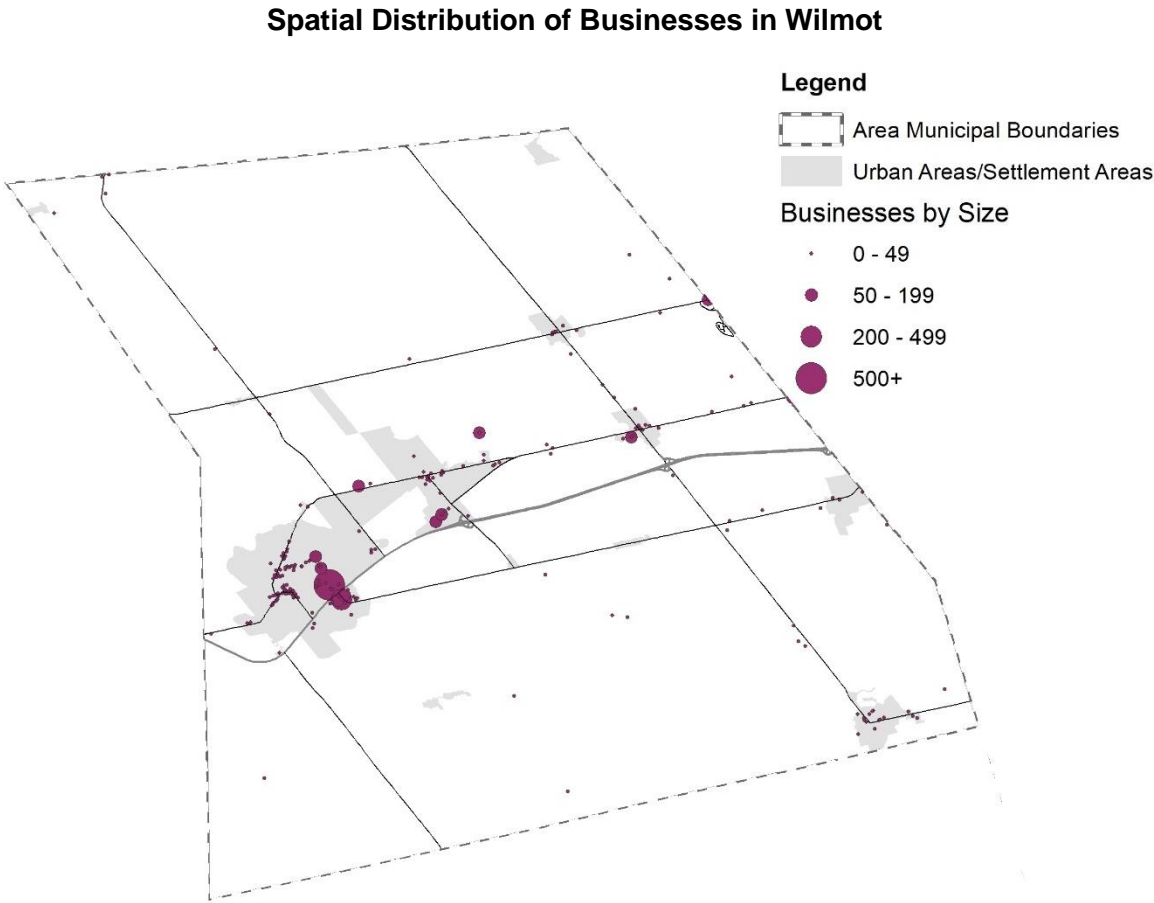 Spatial Distribution of Businesses in Wilmot
Legend
Area Municipal Boundaries
Urban Areas/Settlement Areas
Businesses by Size
0 - 49
50 - 199
200 - 499
500+